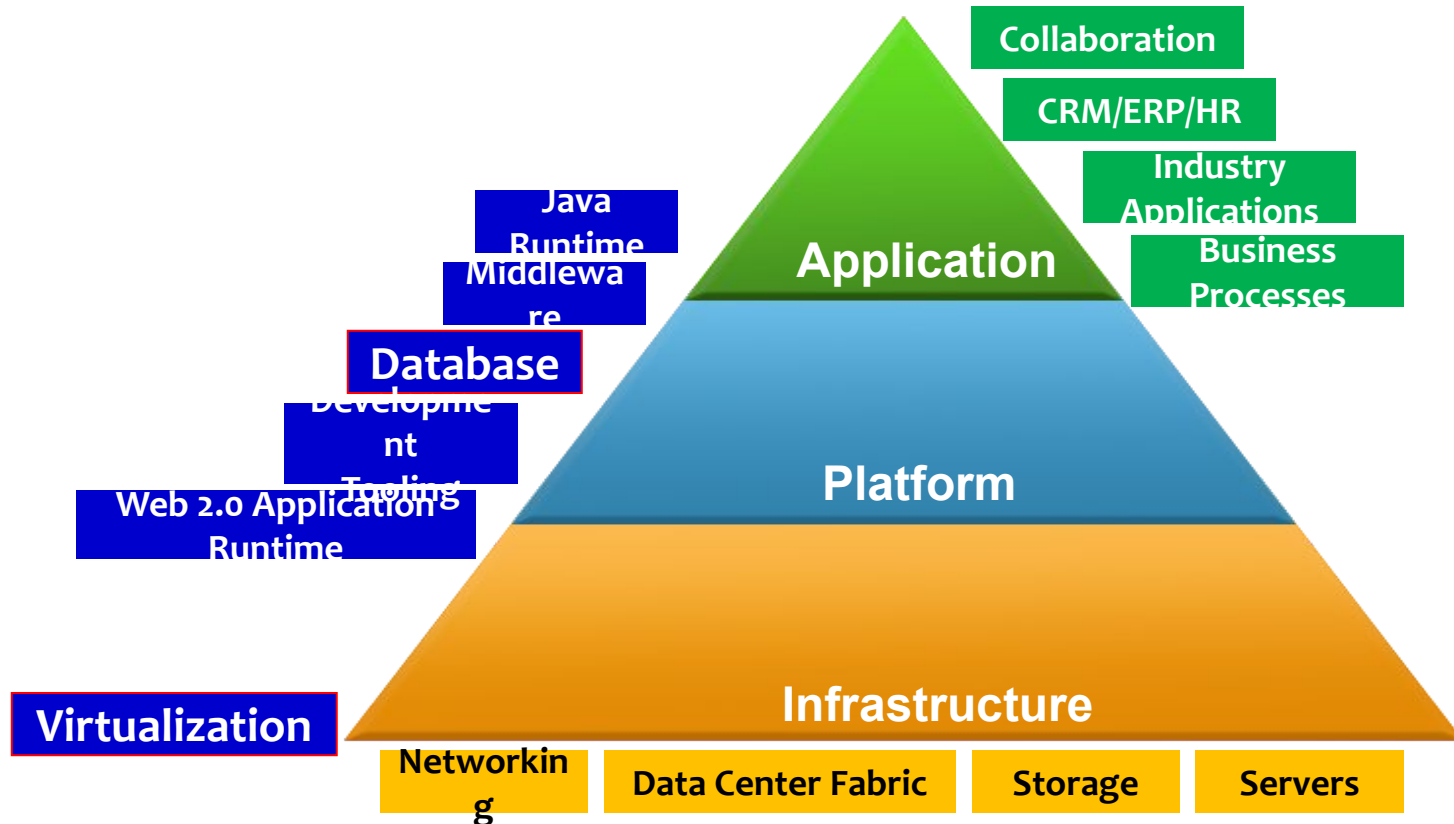 Collaboration
CRM/ERP/HR
Industry
Applications
Business
Processes
Java
Runtime
Middlewa
re
Database
Developme
nt
Tooling
Web 2.0 Application
Runtime
Virtualization
Application
Platform
Infrastructure
Networkin
g
Data Center Fabric
Storage
Servers